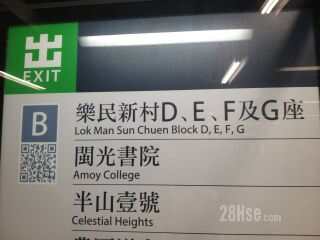 出
EXIT
B
樂民新村D、E、F及G座
Lok Man Sun Chuen Block D, E, F, G
閩光書院
Amoy College
半山壹號
Celestial Heights
28Hse.com